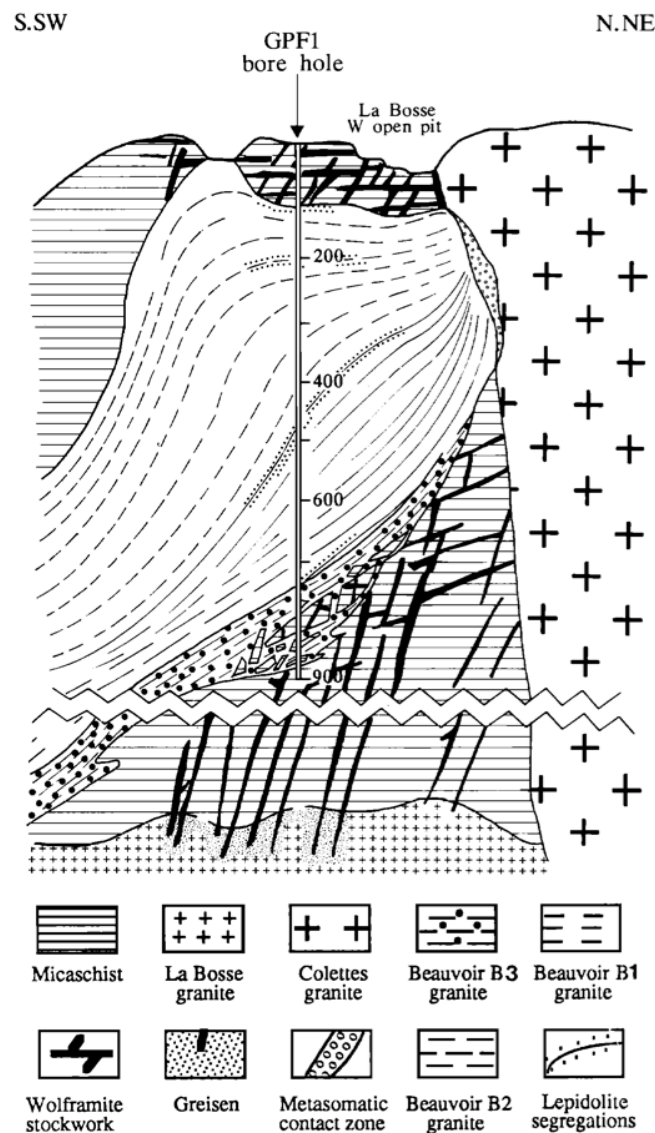 S.SW
N.NE
GPF1
bore hole
La Bosse
W open pit
200
400
600
900
Micaschist
La Bosse
granite
Colettes
granite
Beauvoir B3
granite
Beauvoir B1
granite
Wolframite
stockwork
Greisen
Metasomatic
contact zone
Beauvoir B2
granite
Lepidolite
segregations